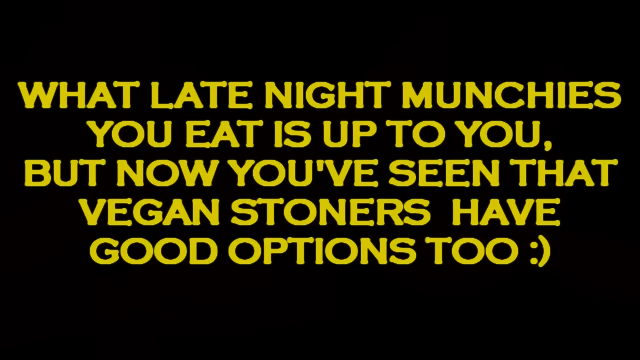 WHAT LATE NIGHT MUNCHIES
YOU EAT IS UP TO YOU,
BUT NOW YOU'VE SEEN THAT
VEGAN STONERS HAVE
GOOD OPTIONS TOO :)